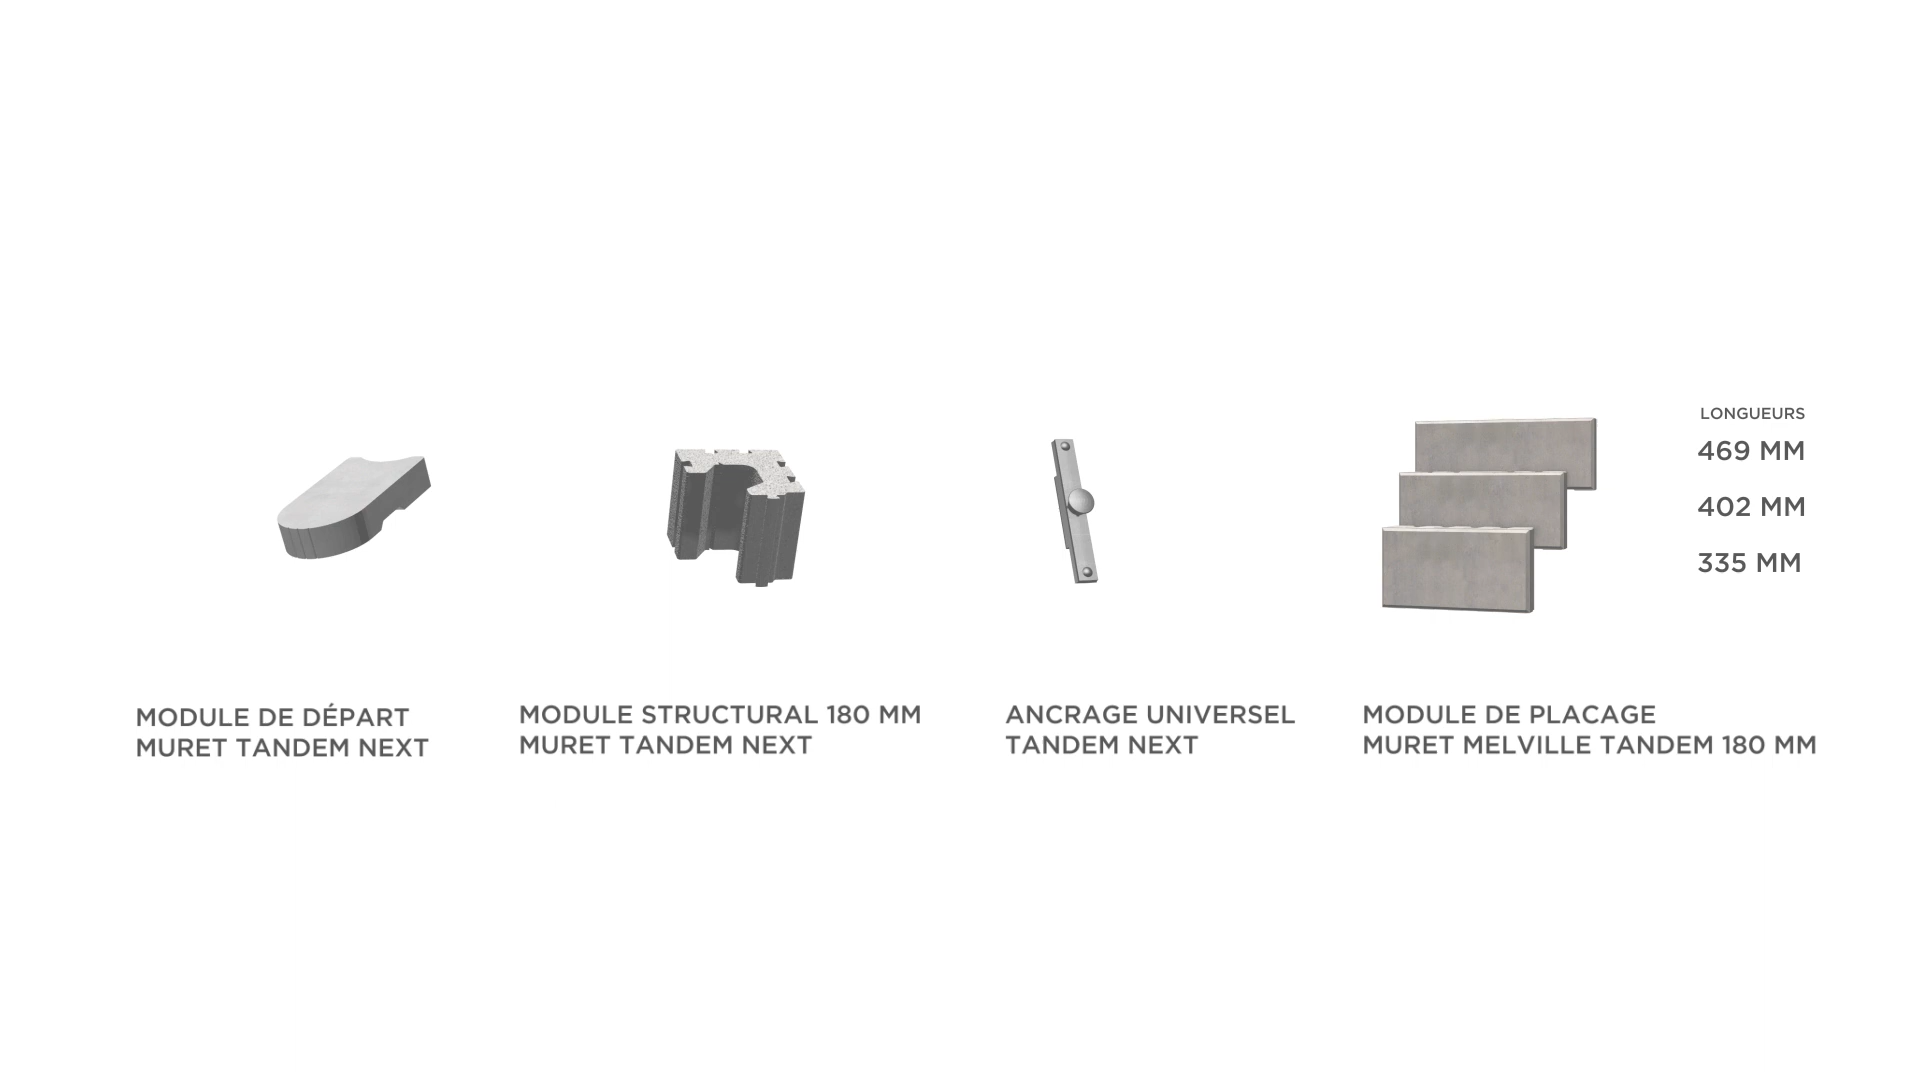 LONGUEURS
469 MM
402 MM
335 MM
MODULE DE DÉPART
MURET TANDEM NEXT
MODULE STRUCTURAL 180 MM
MURET TANDEM NEXT
ANCRAGE UNIVERSEL
TANDEM NEXT
MODULE DE PLACAGE
MURET MELVILLE TANDEM 180 MM